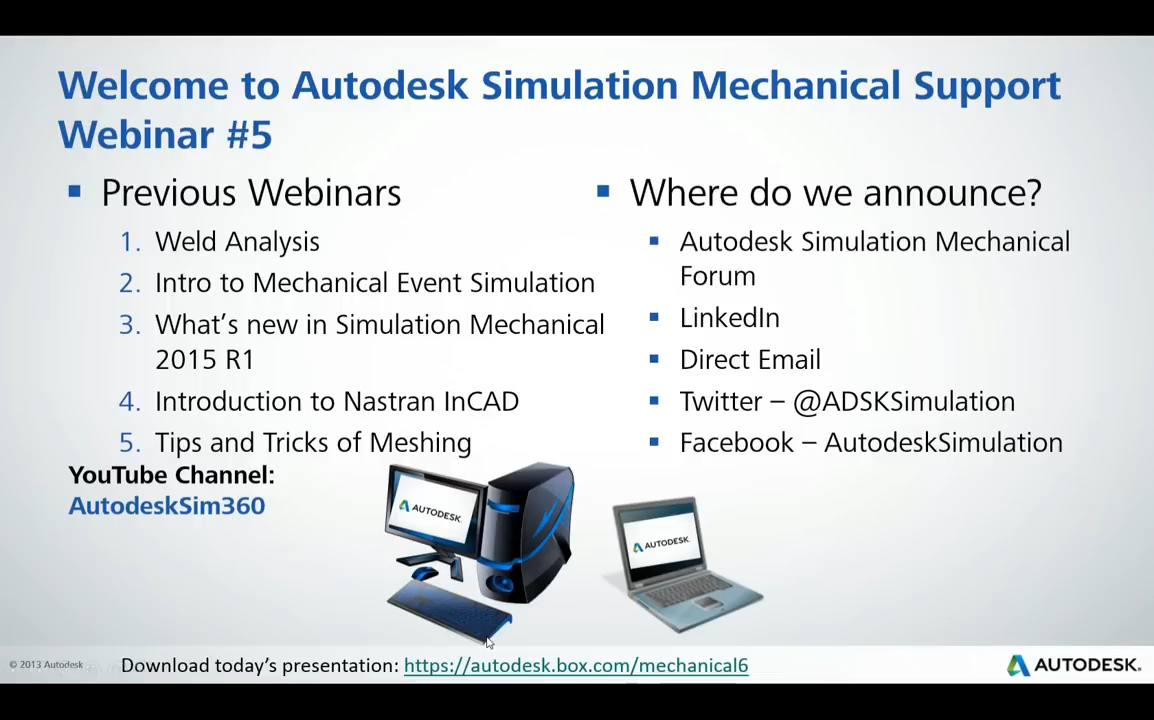 Welcome to Autodesk Simulation Mechanical Support
Webinar #5
▪ Previous Webinars
1. Weld Analysis
2. Intro to Mechanical Event Simulation
3. What's new in Simulation Mechanical
2015 R1
4. Introduction to Nastran InCAD
5. Tips and Tricks of Meshing
YouTube Channel:
AutodeskSim360
▪ Where do we announce?
▪ Autodesk Simulation Mechanical
Forum
▪ LinkedIn
▪ Direct Email
▪ Twitter – @ADSKSimulation
▪ Facebook – AutodeskSimulation
AUTODESK
AUTODESK
© 2013 Autodesk
Download today's presentation: https://autodesk.box.com/mechanical6
AUTODESK.